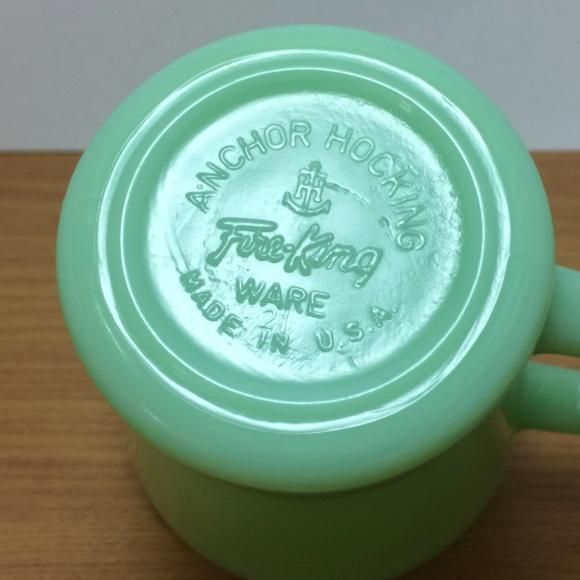 ANCHOR HOCKING
Fire-King
WARE
21
MADE IN U.S.A.